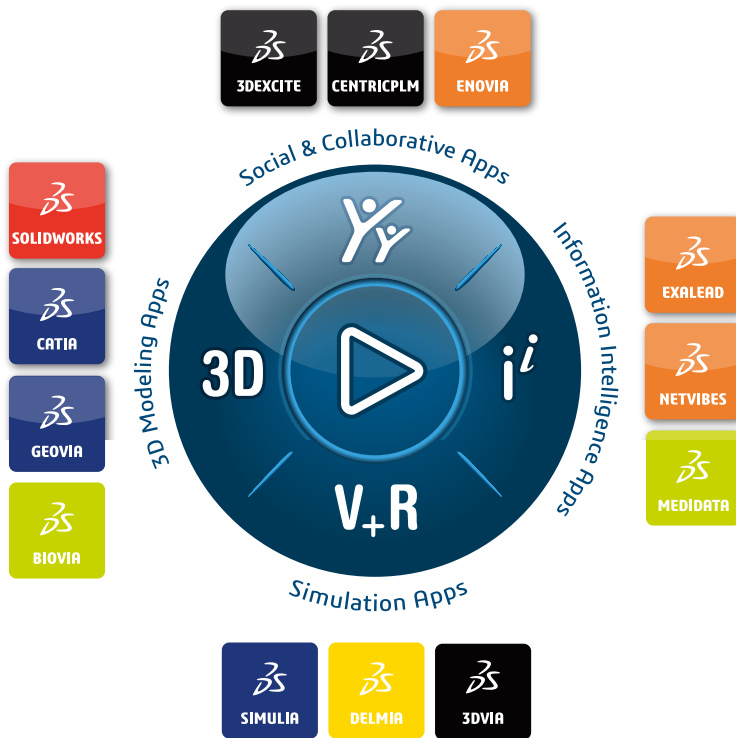 3DEXCITE
CENTRICPLM
ENOVIA
Social & Collaborative Apps
SOLIDWORKS
CATIA
GEOVIA
BIOVIA
3D Modeling Apps
3D
i i
V+R
Information Intelligence Apps
EXALEAD
NETVIBES
MEDIDATA
Simulation Apps
SIMULIA
DELMIA
3DVIA